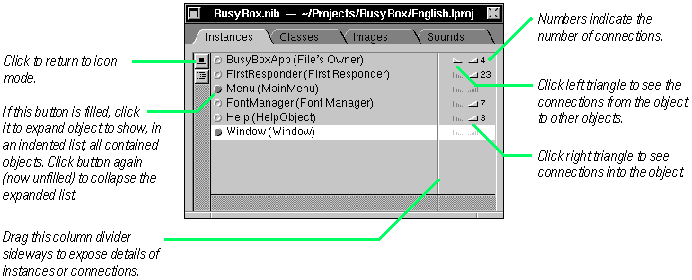 BusyBox.nib — ~/Projects/BusyBox/English.lproj
Instances Classes Images Sounds
BusyBoxApp (File's Owner) 4
FirstResponder (First Responder) 23
Menu (MainMenu)
FontManager (Font Manager) 7
Help (HelpObject) 3
Window (Window)
Click to return to icon
mode.
If this button is filled, click
it to expand object to show, in
an indented list, all contained
objects. Click button again
(now unfilled) to collapse the
expanded list.
Drag this column divider
sideways to expose details of
instances or connections.
Numbers indicate the
number of connections.
Click left triangle to see the
connections from the object
to other objects.
Click right triangle to see
connections into the object.